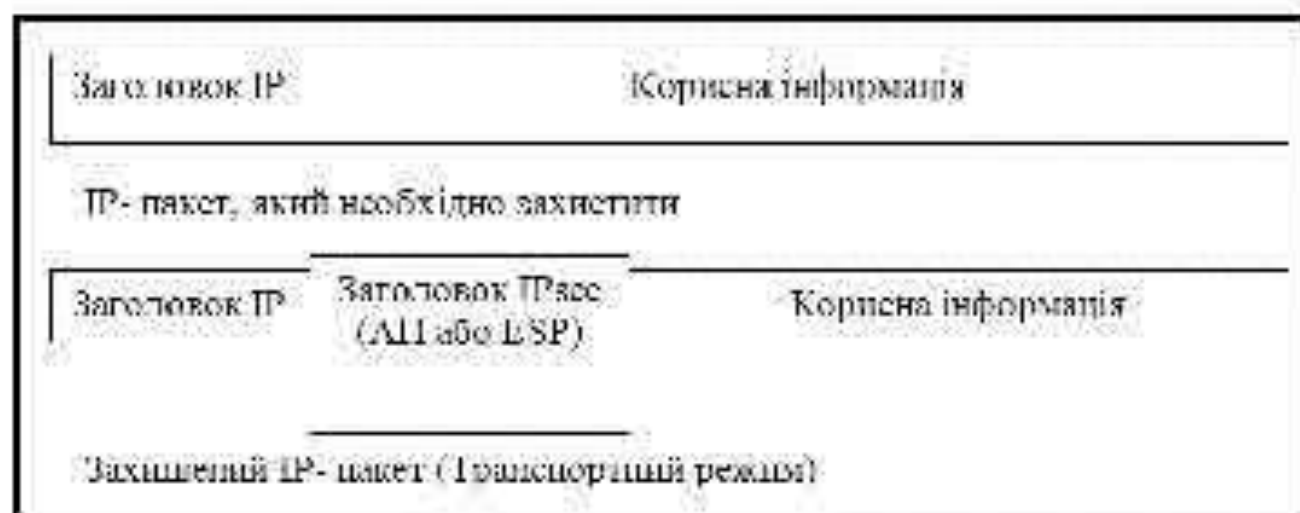 Заголовок IP Корисна інформація
IP- пакет, який необхідно захистити
Заголовок IP Заголовок IPsec Корисна інформація
(AH або ESP)
Захищений IP- пакет (Транспортний режим)